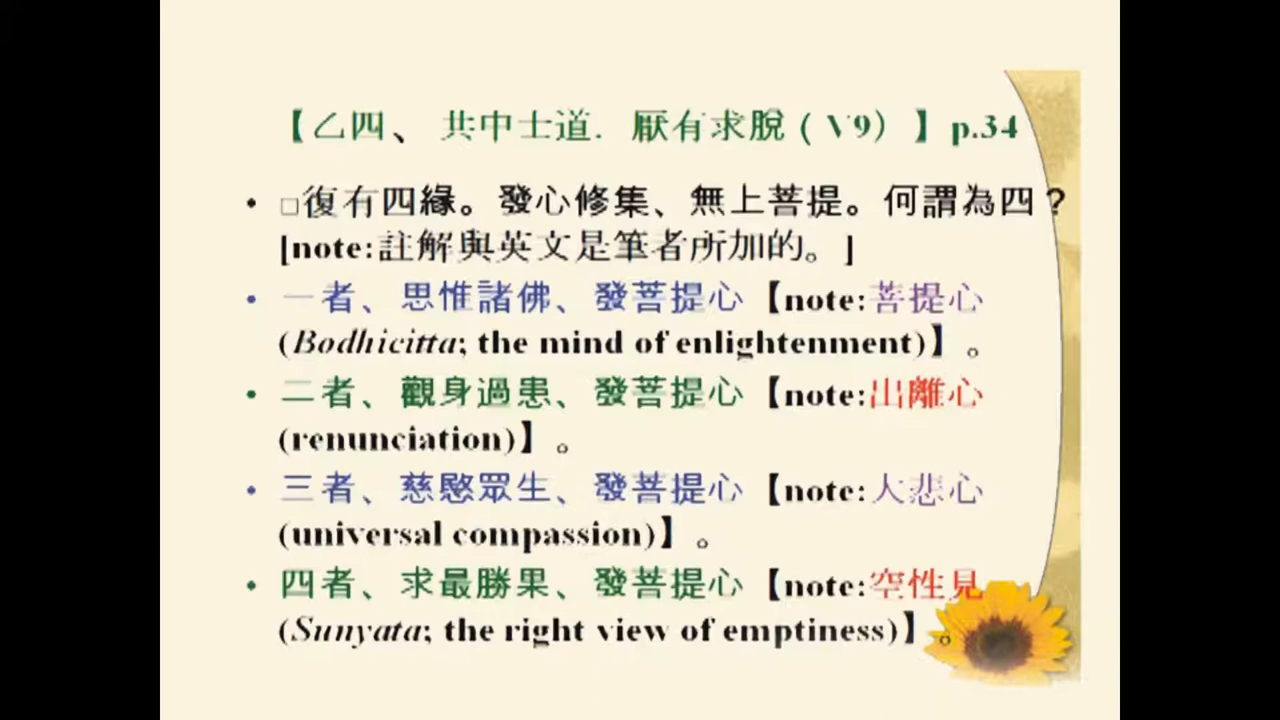 【乙四、 共中士道. 厭有求脫（V9）】p.34
• □復有四緣。發心修集、無上菩提。何謂為四？
[note:註解與英文是筆者所加的。]
• 一者、思惟諸佛、發菩提心【note:菩提心
(Bodhicitta; the mind of enlightenment)】。
• 二者、觀身過患、發菩提心【note:出離心
(renunciation)】。
• 三者、慈愍眾生、發菩提心【note:大悲心
(universal compassion)】。
• 四者、求最勝果、發菩提心【note:空性見
(Sunyata; the right view of emptiness)】。